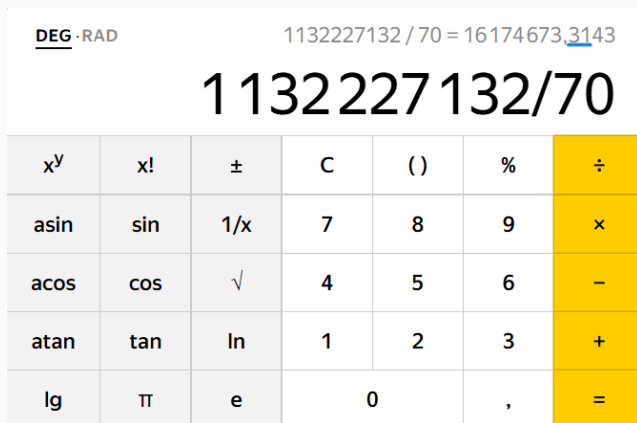 DEG · RAD 1132227132 / 70 = 16174673,3143
1132227132/70
xʸ x! ± C ( ) % ÷
asin sin 1/x 7 8 9 ×
acos cos √ 4 5 6 −
atan tan ln 1 2 3 +
lg π e 0 , =